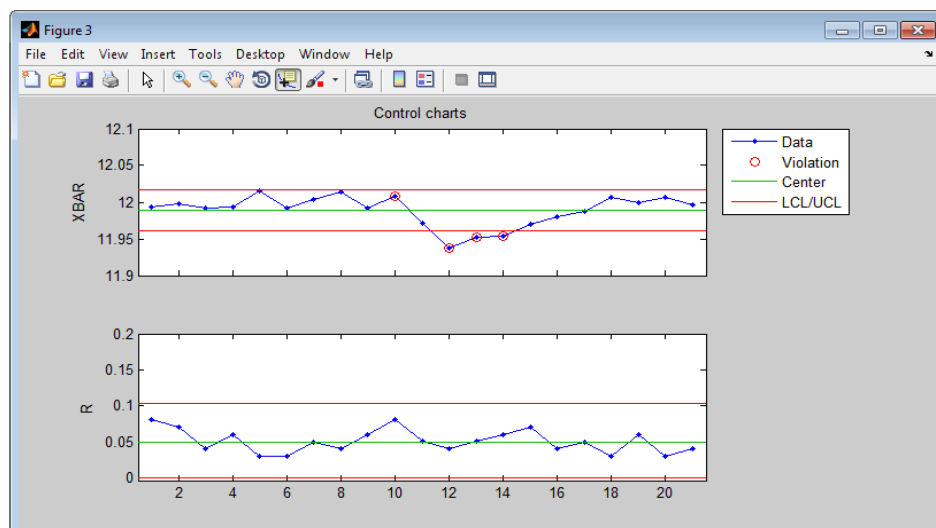 Figure 3
File Edit View Insert Tools Desktop Window Help
Control charts
12.1
12.05
12
11.95
11.9
XBAR
Data
Violation
Center
LCL/UCL
0.2
0.15
0.1
0.05
0
R
2 4 6 8 10 12 14 16 18 20